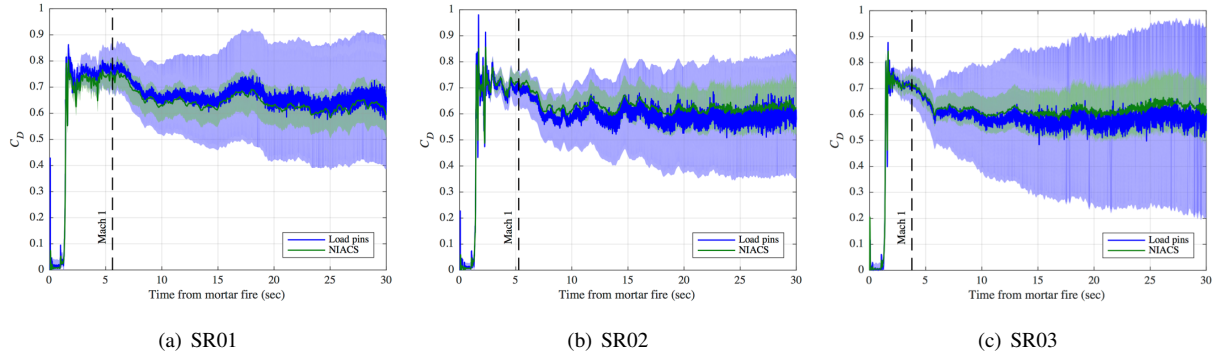 1
0.9
0.8
0.7
0.6
0.5
0.4
0.3
0.2
0.1
0
C_D
Mach 1
Load pins
NIACS
0 5 10 15 20 25 30
Time from mortar fire (sec)
(a) SR01
1
0.9
0.8
0.7
0.6
0.5
0.4
0.3
0.2
0.1
0
C_D
Mach 1
Load pins
NIACS
0 5 10 15 20 25 30
Time from mortar fire (sec)
(b) SR02
1
0.9
0.8
0.7
0.6
0.5
0.4
0.3
0.2
0.1
0
C_D
Mach 1
Load pins
NIACS
0 5 10 15 20 25 30
Time from mortar fire (sec)
(c) SR03